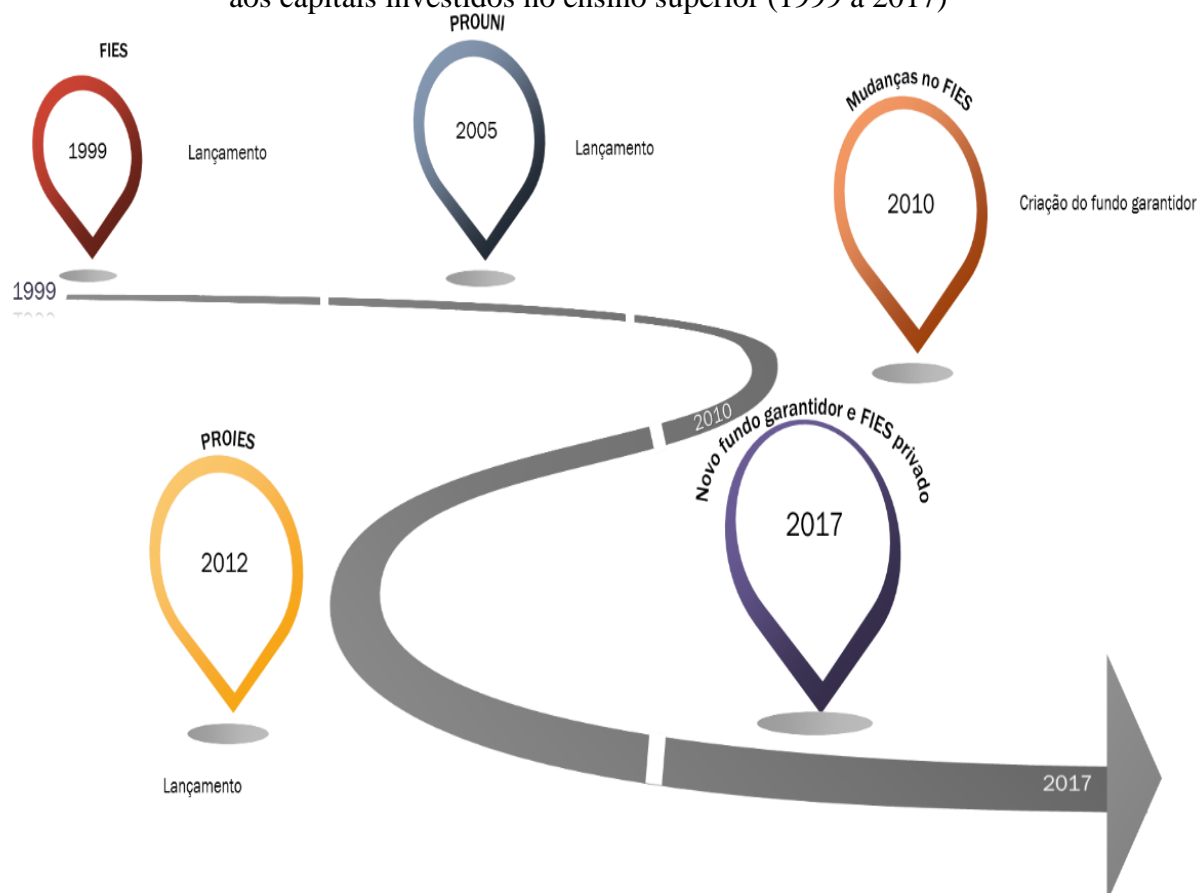 aos capitais investidos no ensino superior (1999 a 2017)
FIES
1999
Lançamento
PROUNI
2005
Lançamento
Mudanças no FIES
2010
Criação do fundo garantidor
1999
2010
PROIES
2012
Lançamento
Novo fundo garantidor e FIES privado
2017
2017